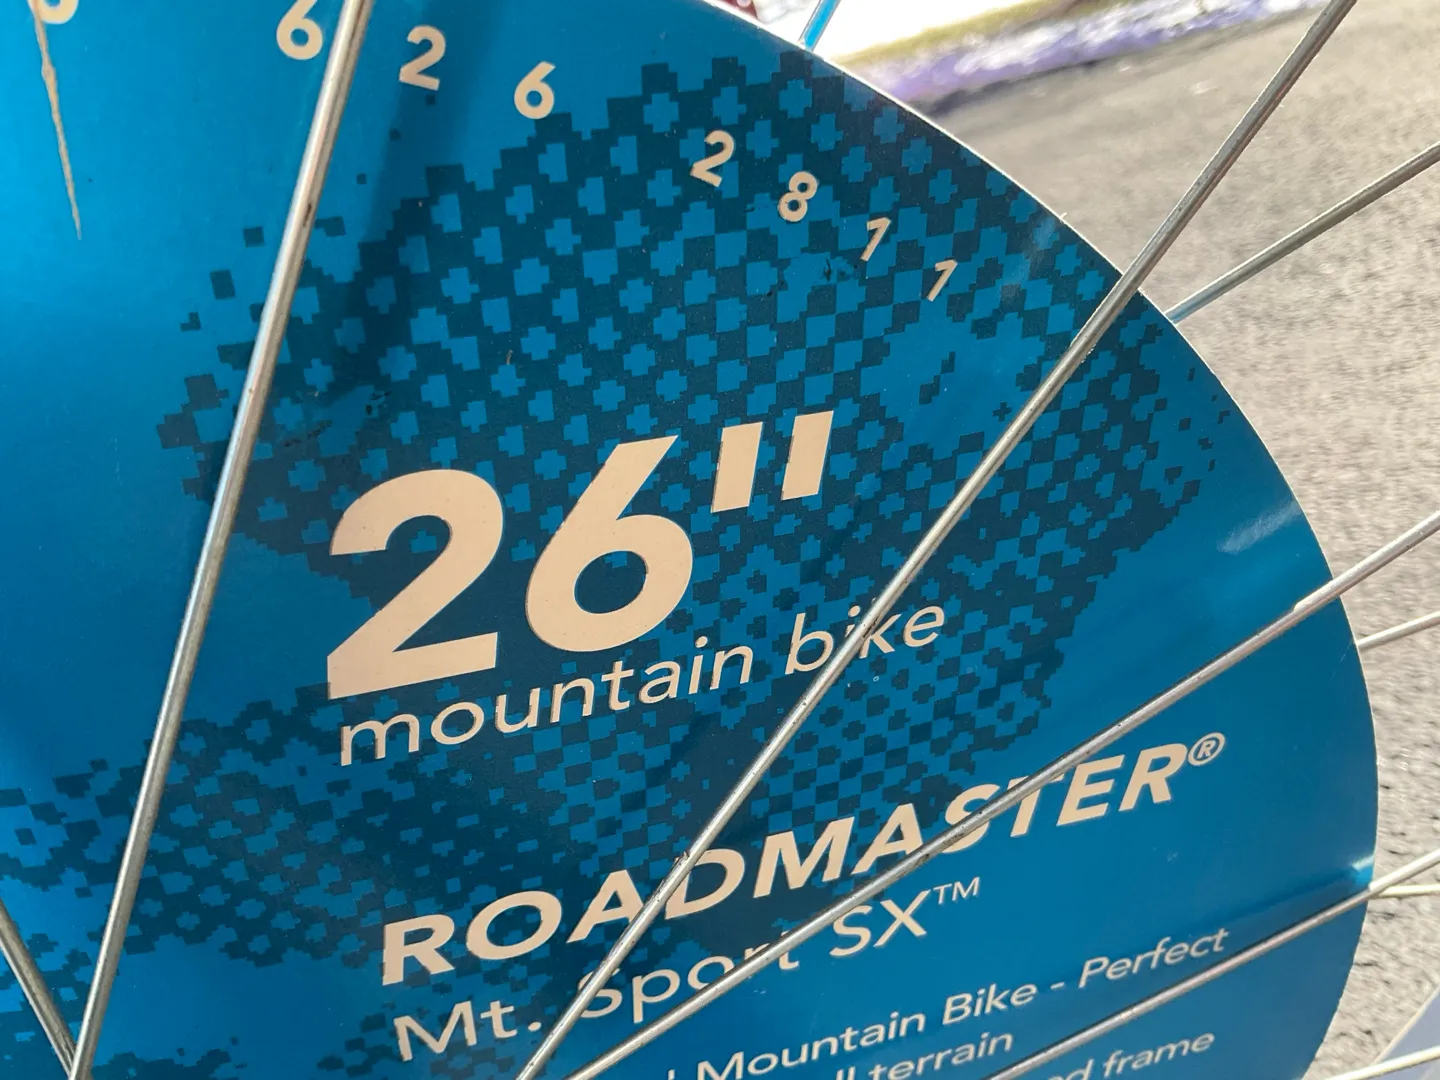 6 2 6 2 8 1 1
26"
mountain bike
ROADMASTER®
Mt. Sport SX™
Mountain Bike - Perfect
terrain
frame